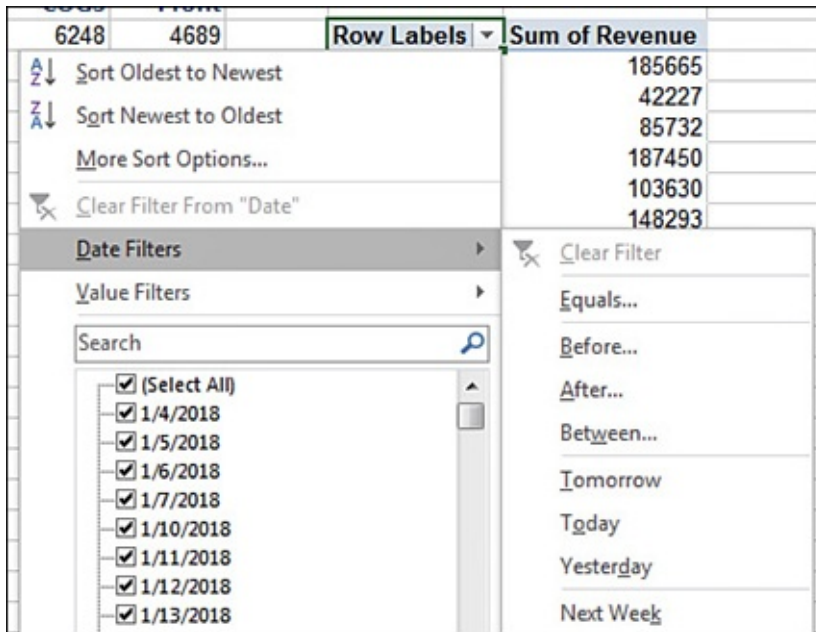 COGS Profit
6248 4689 Row Labels Sum of Revenue
Sort Oldest to Newest
Sort Newest to Oldest
More Sort Options...
Clear Filter From "Date"
Date Filters
Value Filters
Search
(Select All)
1/4/2018
1/5/2018
1/6/2018
1/7/2018
1/10/2018
1/11/2018
1/12/2018
1/13/2018
185665
42227
85732
187450
103630
148293
Clear Filter
Equals...
Before...
After...
Between...
Tomorrow
Today
Yesterday
Next Week